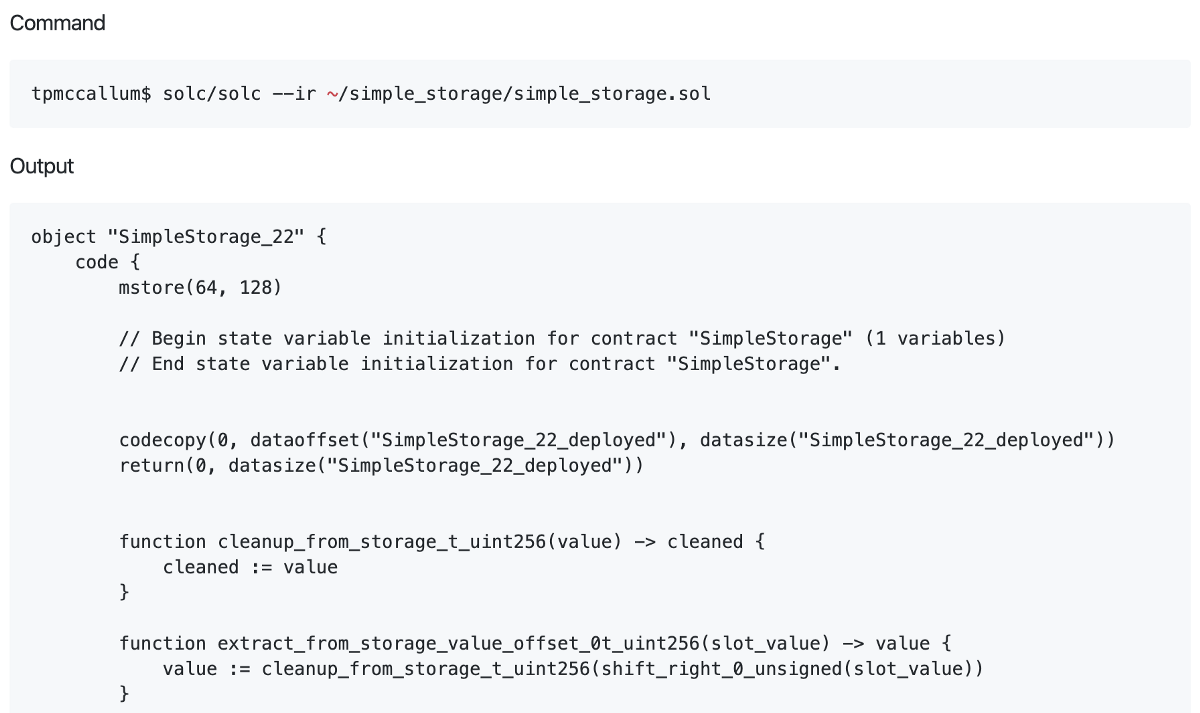 Command
tpmccallum$ solc/solc --ir ~/simple_storage/simple_storage.sol
Output
object "SimpleStorage_22" {
    code {
        mstore(64, 128)

        // Begin state variable initialization for contract "SimpleStorage" (1 variables)
        // End state variable initialization for contract "SimpleStorage".


        codecopy(0, dataoffset("SimpleStorage_22_deployed"), datasize("SimpleStorage_22_deployed"))
        return(0, datasize("SimpleStorage_22_deployed"))


        function cleanup_from_storage_t_uint256(value) -> cleaned {
            cleaned := value
        }

        function extract_from_storage_value_offset_0t_uint256(slot_value) -> value {
            value := cleanup_from_storage_t_uint256(shift_right_0_unsigned(slot_value))
        }